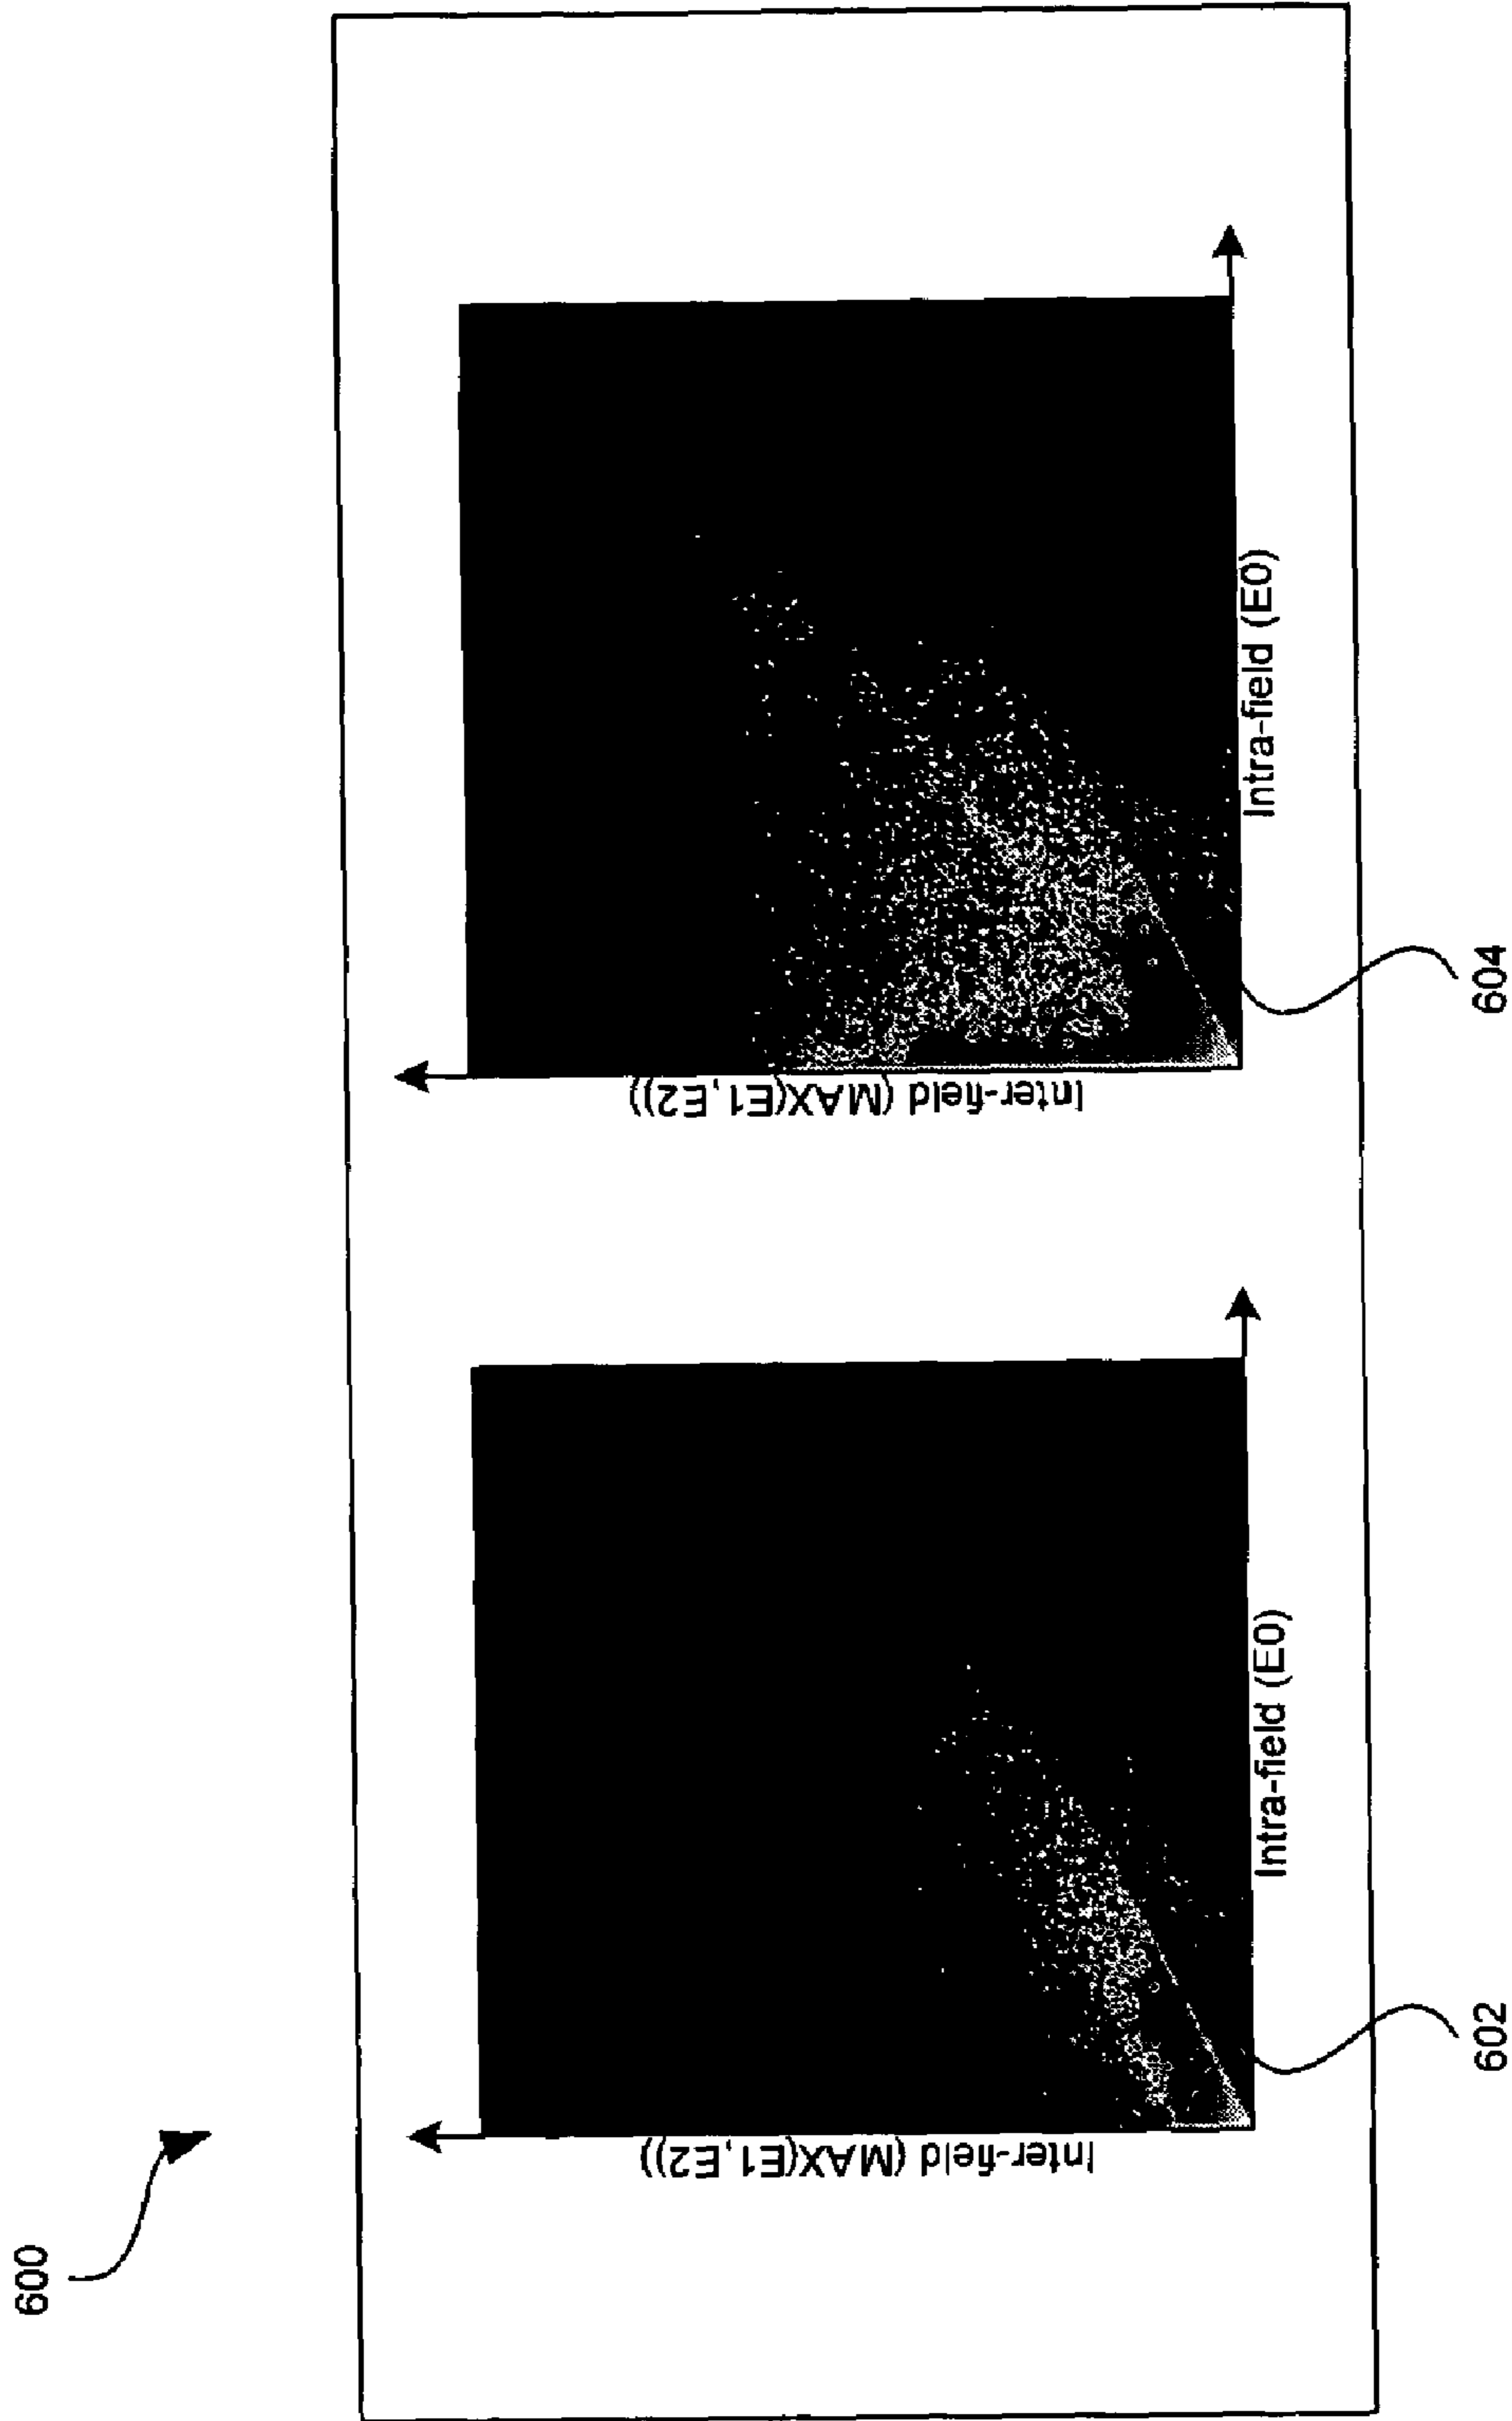 600
Inter-field (MAX(E1,E2))
Intra-field (E0)
602
Inter-field (MAX(E1,E2))
Intra-field (E0)
604